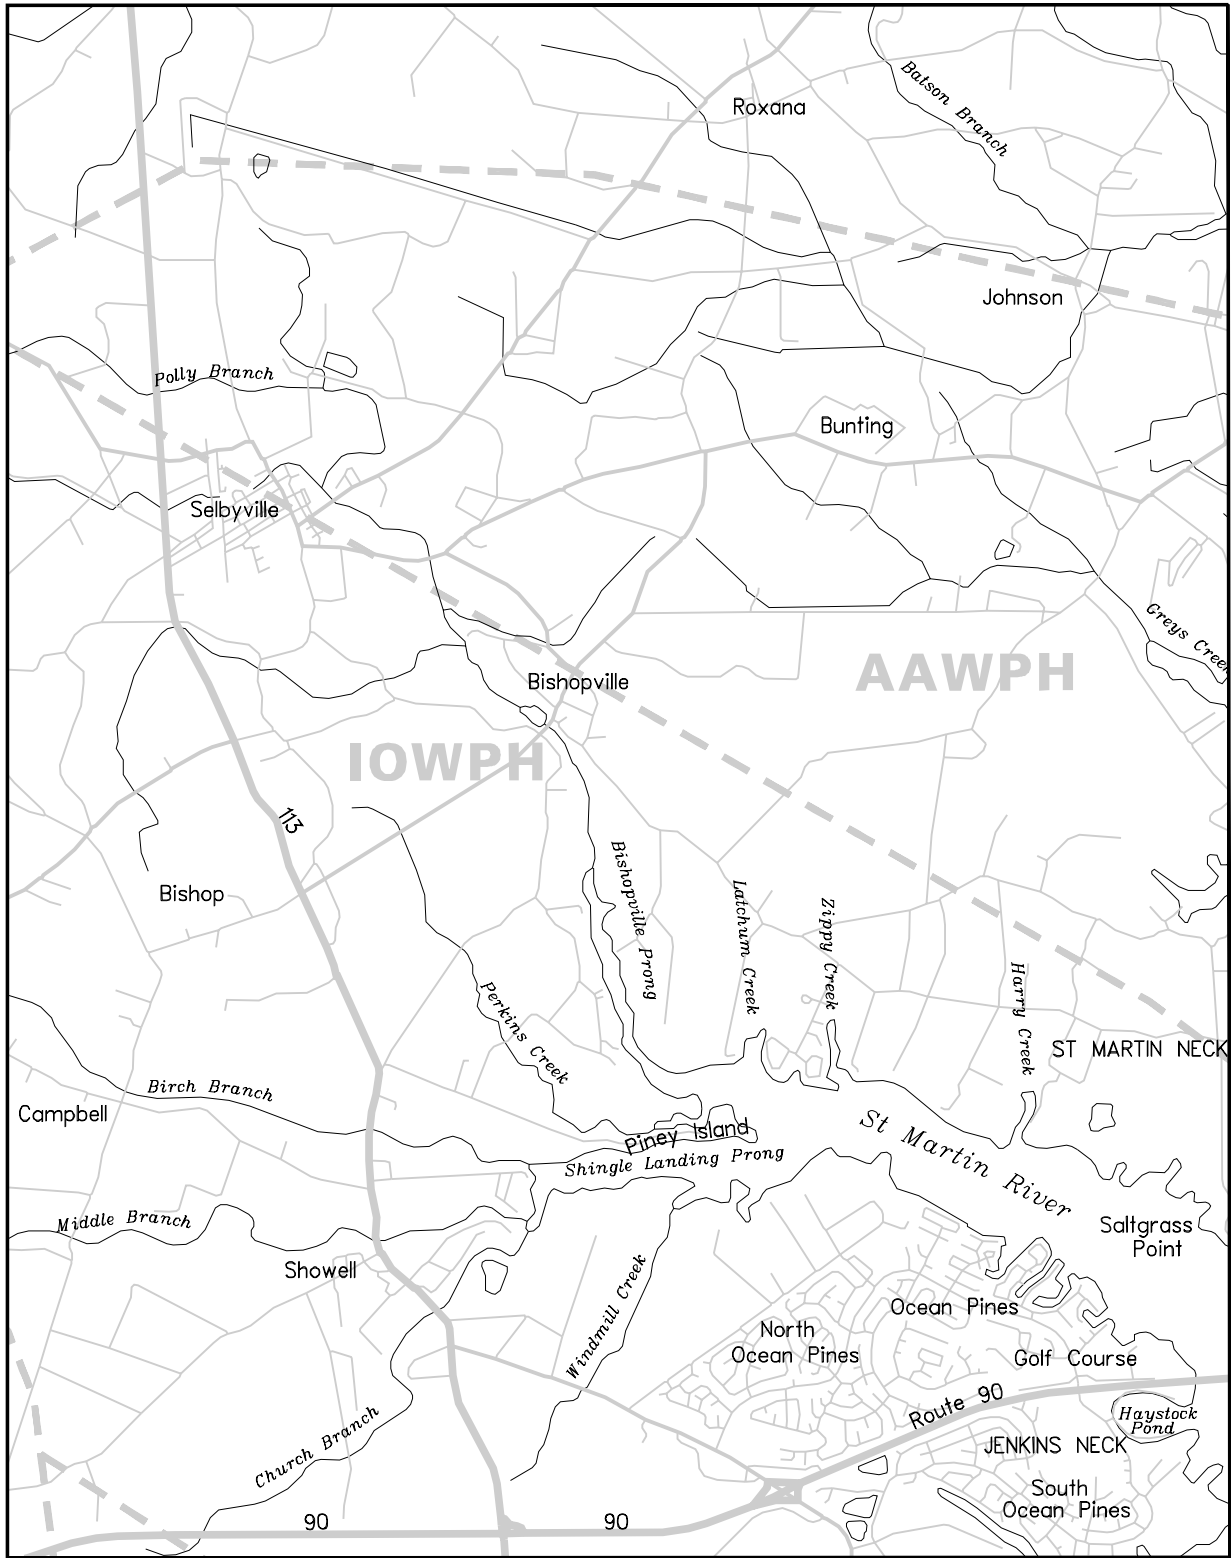 Roxana
Batson Branch
Johnson
Polly Branch
Bunting
Selbyville
Greys Creek
AAWPH
Bishopville
IOWPH
113
Bishopville Prong
Bishop
Latchum Creek
Zippy Creek
Harry Creek
Perkins Creek
ST MARTIN NECK
Birch Branch
Campbell
Piney Island
St Martin River
Shingle Landing Prong
Middle Branch
Saltgrass
Point
Showell
Windmill Creek
Ocean Pines
North
Ocean Pines
Golf Course
Route 90
Haystock
Pond
Church Branch
JENKINS NECK
South
Ocean Pines
90
90